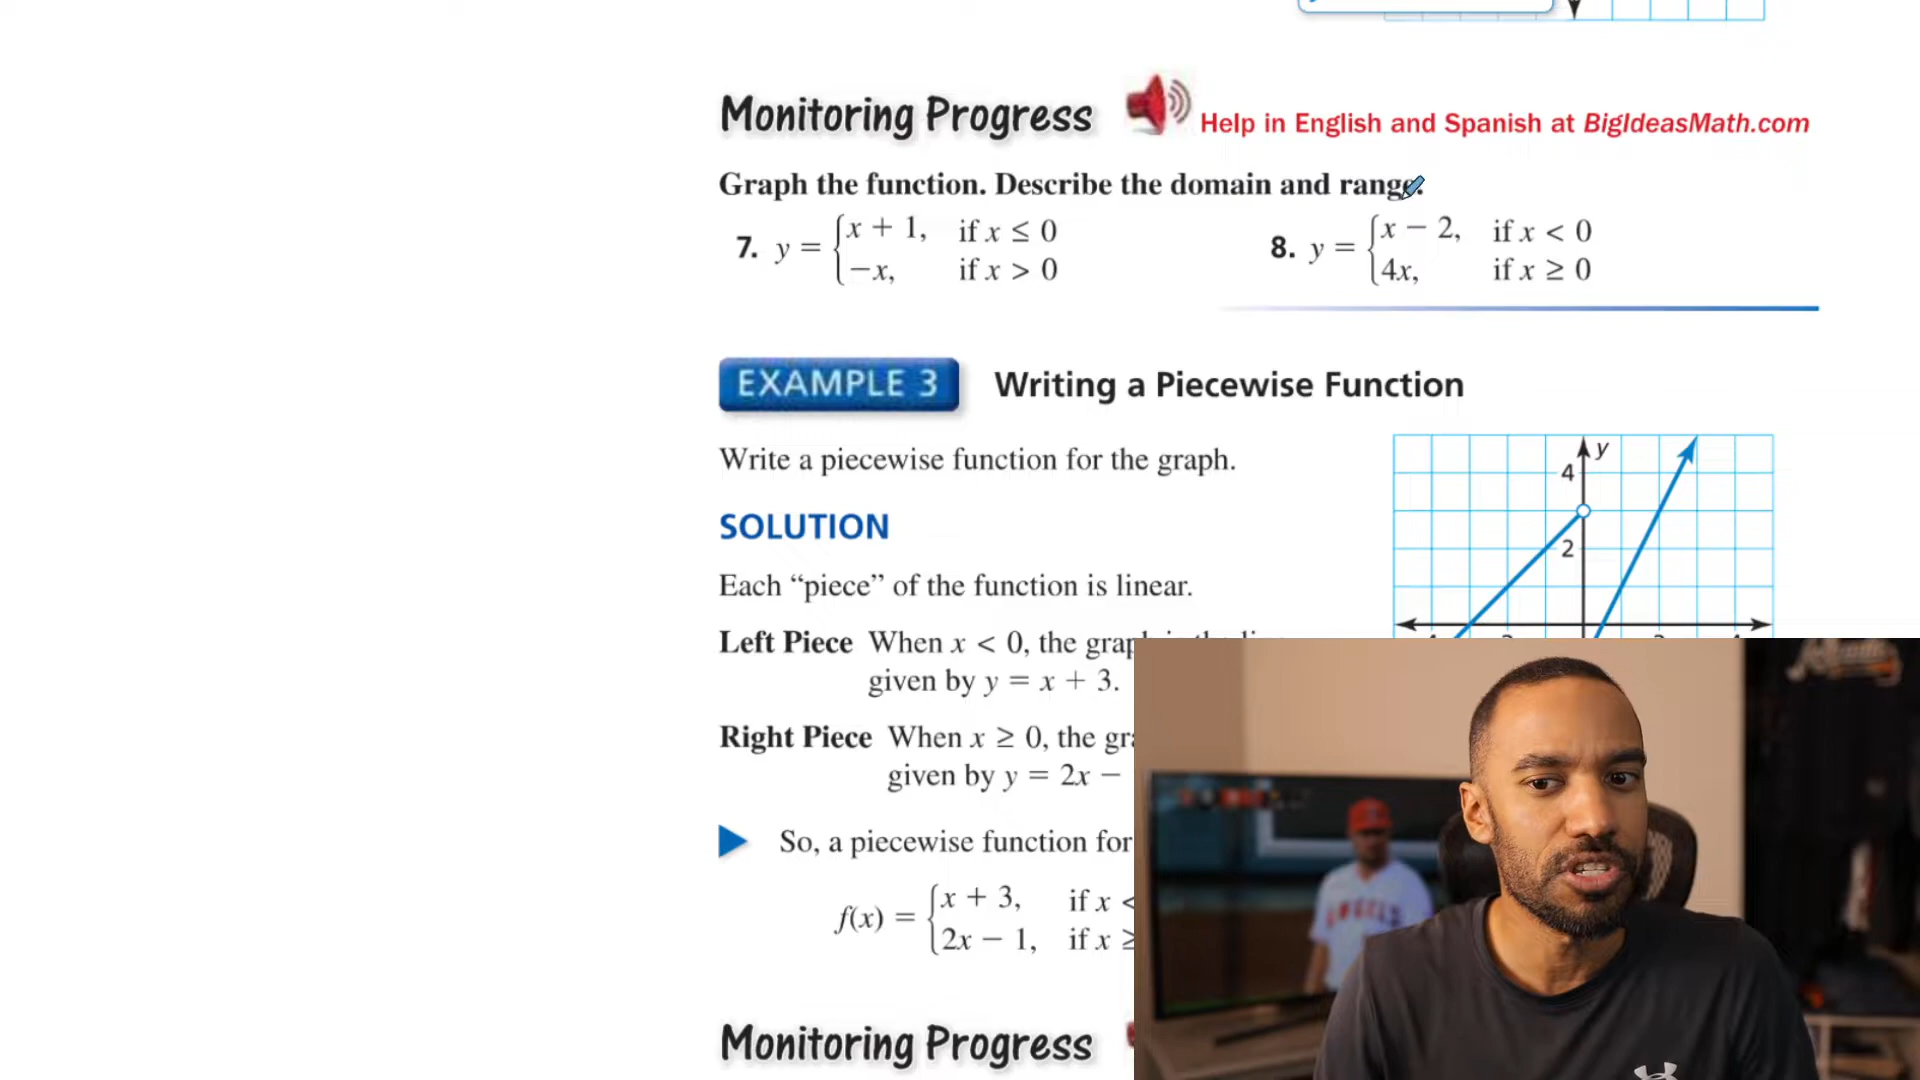 Monitoring Progress
Help in English and Spanish at BigIdeasMath.com
Graph the function. Describe the domain and range.
7. y = { x + 1, if x ≤ 0
−x, if x > 0
8. y = { x − 2, if x < 0
4x, if x ≥ 0
EXAMPLE 3 Writing a Piecewise Function
Write a piecewise function for the graph.
y
4
2
SOLUTION
Each “piece” of the function is linear.
Left Piece When x < 0, the
given by y = x + 3.
Right Piece When x ≥ 0, the
given by y = 2x −
So, a piecewise function for
f(x) = { x + 3, if x <
2x − 1, if x ≥
ANGELS
Monitoring Progress